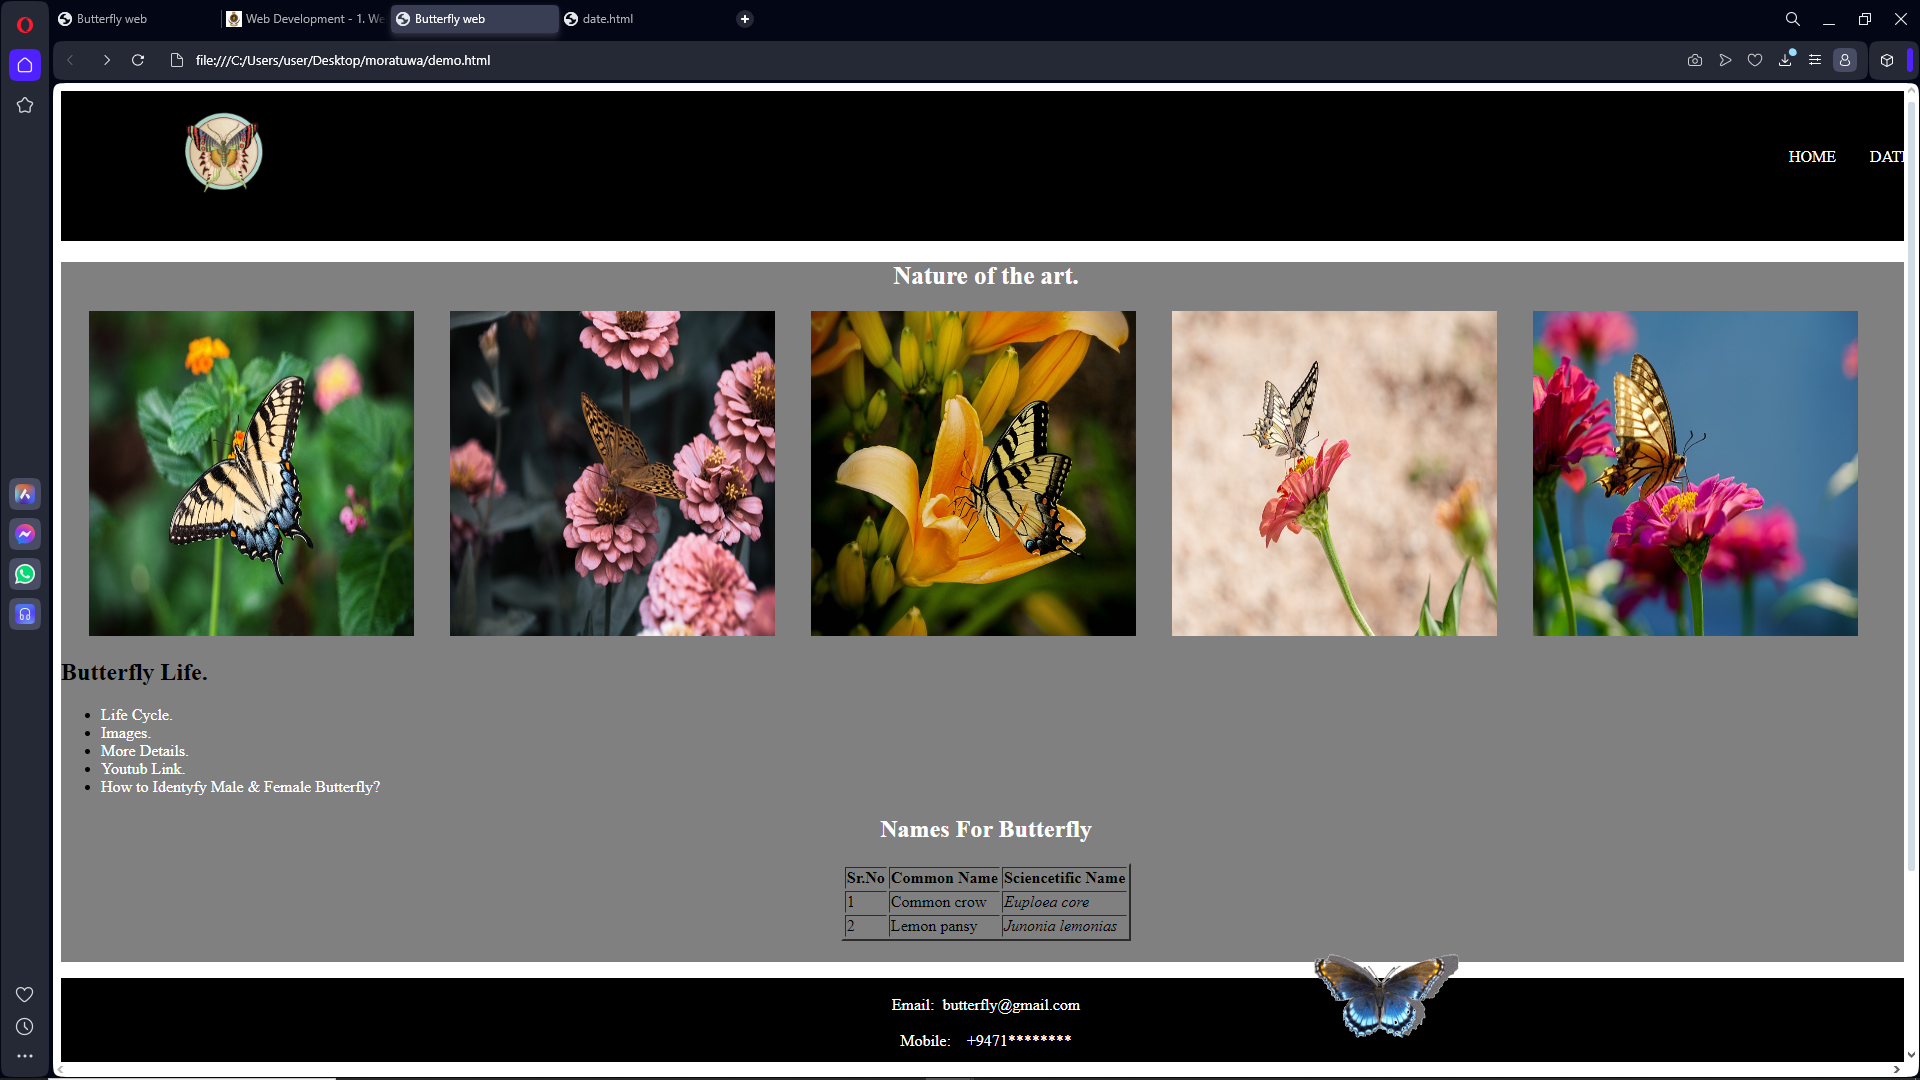 Butterfly web
Web Development - 1. We
Butterfly web
date.html
file:///C:/Users/user/Desktop/moratuwa/demo.html
HOME
DATE
Nature of the art.
Butterfly Life.
Life Cycle.
Images.
More Details.
Youtub Link.
How to Identyfy Male & Female Butterfly?
Names For Butterfly
Sr.No Common Name Sciencetific Name
1 Common crow Euploea core
2 Lemon pansy Junonia lemonias
Email: butterfly@gmail.com
Mobile: +9471********